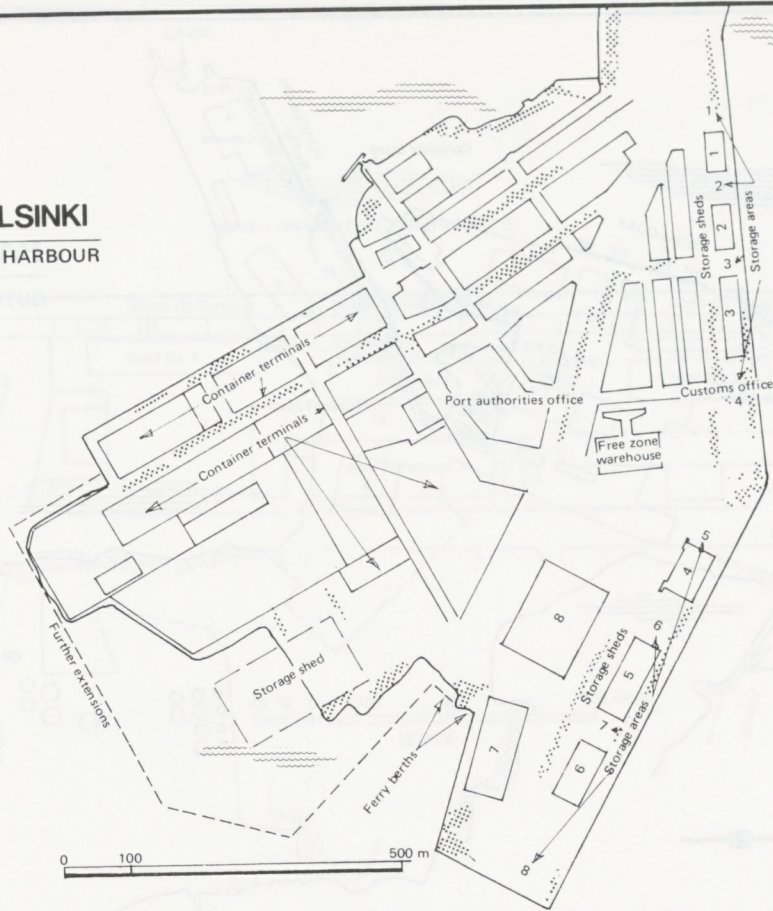 LSINKI
HARBOUR
1
1
2
Storage sheds
2
Storage areas
3
3
Container terminals
Container terminals
Port authorities office
Customs office
4
Free zone
warehouse
5
4
8
6
Storage sheds
5
Further extensions
Storage shed
7
Storage areas
7
6
Ferry berths
8
0 100 500 m